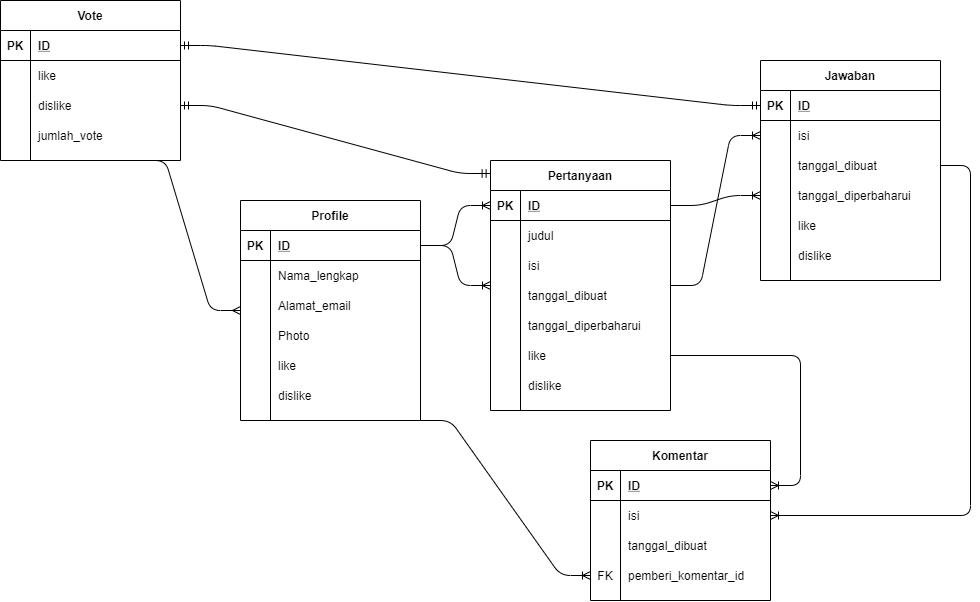 Vote
PK ID
like
dislike
jumlah_vote
Jawaban
PK ID
isi
tanggal_dibuat
tanggal_diperbaharui
like
dislike
Pertanyaan
PK ID
judul
isi
tanggal_dibuat
tanggal_diperbaharui
like
dislike
Profile
PK ID
Nama_lengkap
Alamat_email
Photo
like
dislike
Komentar
PK ID
isi
tanggal_dibuat
FK pemberi_komentar_id